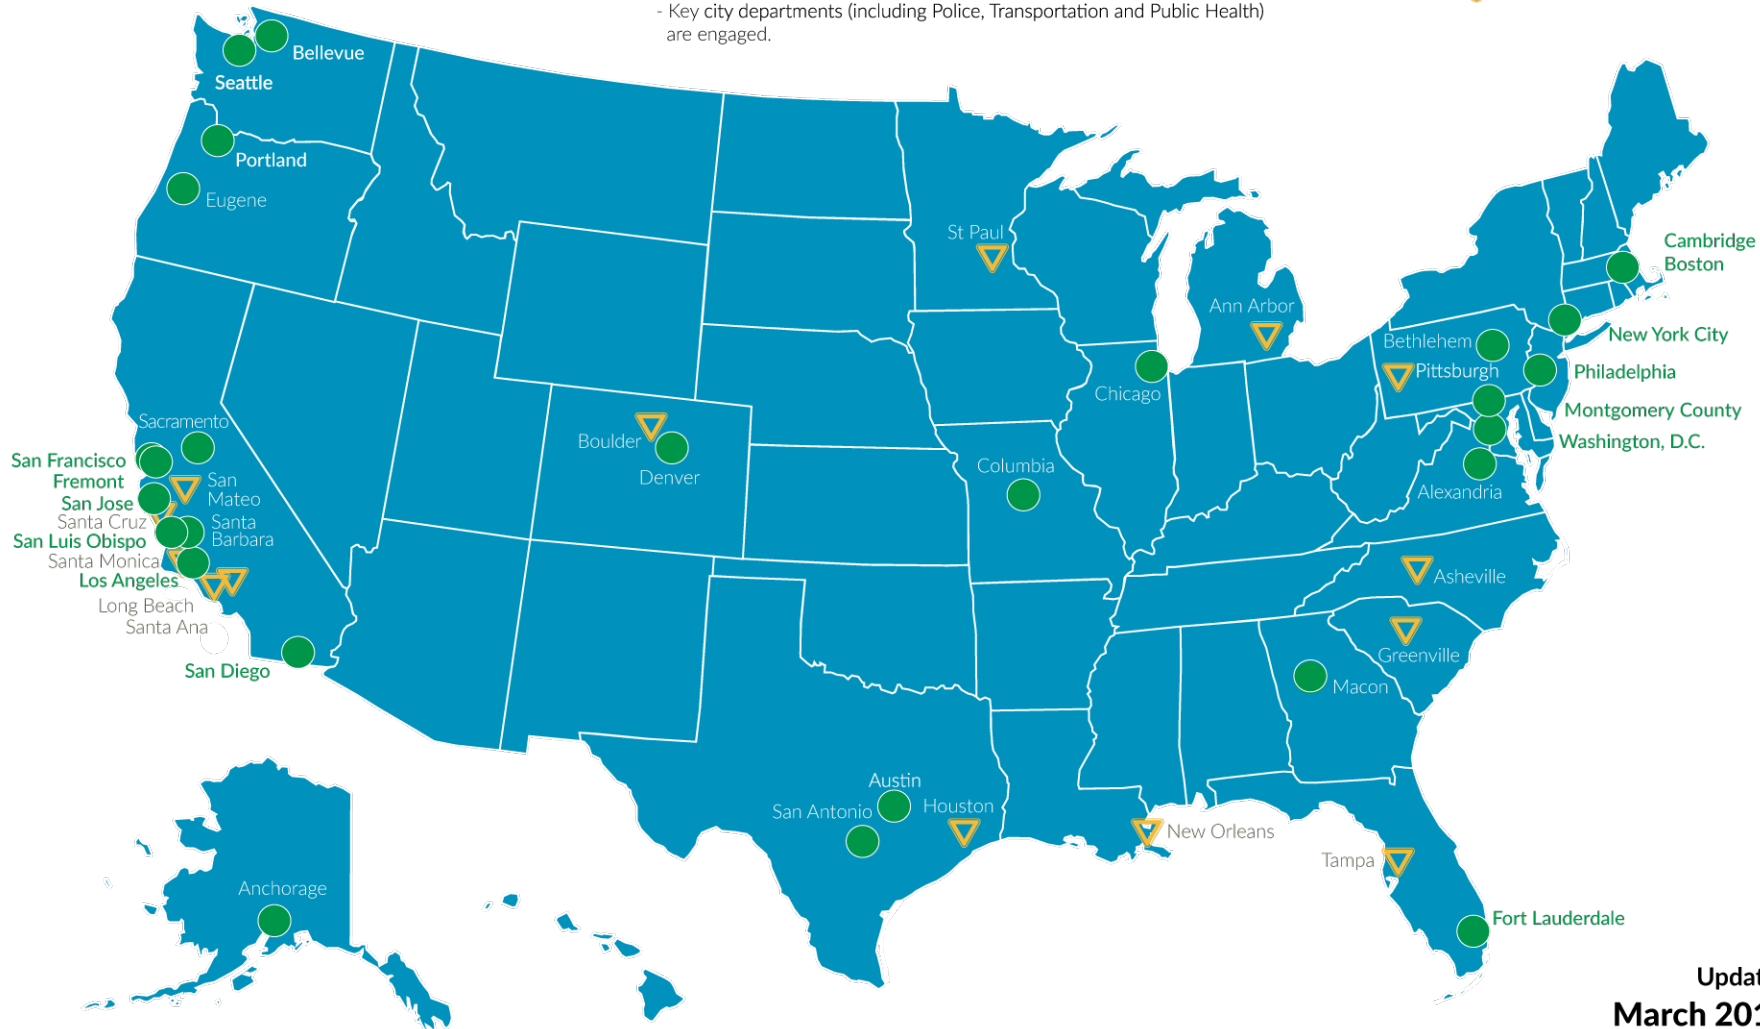 - Key city departments (including Police, Transportation and Public Health)
are engaged.
Bellevue
Seattle
Portland
Eugene
St Paul
Ann Arbor
Cambridge
Boston
New York City
Bethlehem
Pittsburgh
Philadelphia
Chicago
Montgomery County
Washington, D.C.
Alexandria
Sacramento
Boulder
Denver
Columbia
San Francisco
Fremont
San
Mateo
San Jose
Santa Cruz
Santa
Barbara
San Luis Obispo
Santa Monica
Los Angeles
Long Beach
Santa Ana
San Diego
Asheville
Greenville
Macon
Austin
San Antonio
Houston
New Orleans
Tampa
Anchorage
Fort Lauderdale
Updat
March 201